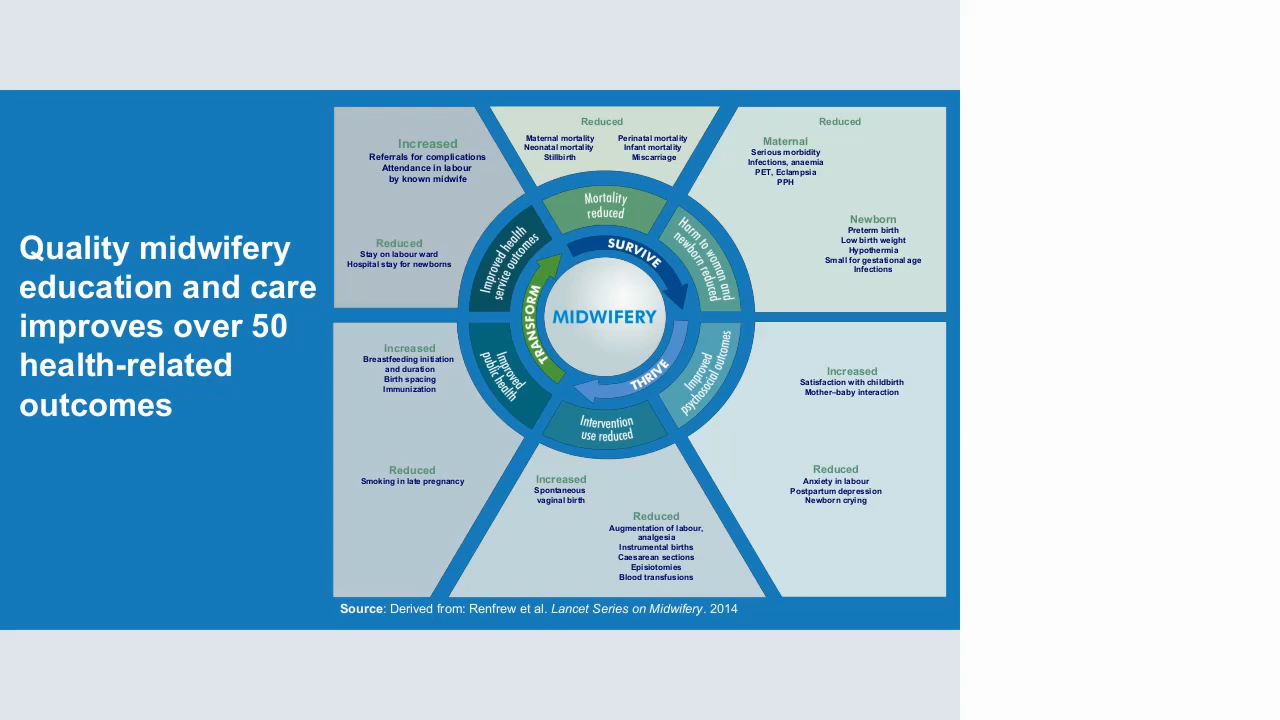 Quality midwifery
education and care
improves over 50
health-related
outcomes
Increased
Referrals for complications
Attendance in labour
by known midwife
Reduced
Stay on labour ward
Hospital stay for newborns
Reduced
Maternal mortality
Neonatal mortality
Stillbirth
Perinatal mortality
Infant mortality
Miscarriage
Reduced
Maternal
Serious morbidity
Infections, anaemia
PET, Eclampsia
PPH
Newborn
Preterm birth
Low birth weight
Hypothermia
Small for gestational age
Infections
Mortality
reduced
Harm to woman and
newborn reduced
Improved
psychosocial outcomes
Intervention
use reduced
Improved
public health
Improved health
service outcomes
SURVIVE
THRIVE
TRANSFORM
MIDWIFERY
Increased
Breastfeeding initiation
and duration
Birth spacing
Immunization
Reduced
Smoking in late pregnancy
Increased
Spontaneous
vaginal birth
Reduced
Augmentation of labour,
analgesia
Instrumental births
Caesarean sections
Episiotomies
Blood transfusions
Increased
Satisfaction with childbirth
Mother–baby interaction
Reduced
Anxiety in labour
Postpartum depression
Newborn crying
Source: Derived from: Renfrew et al. Lancet Series on Midwifery. 2014